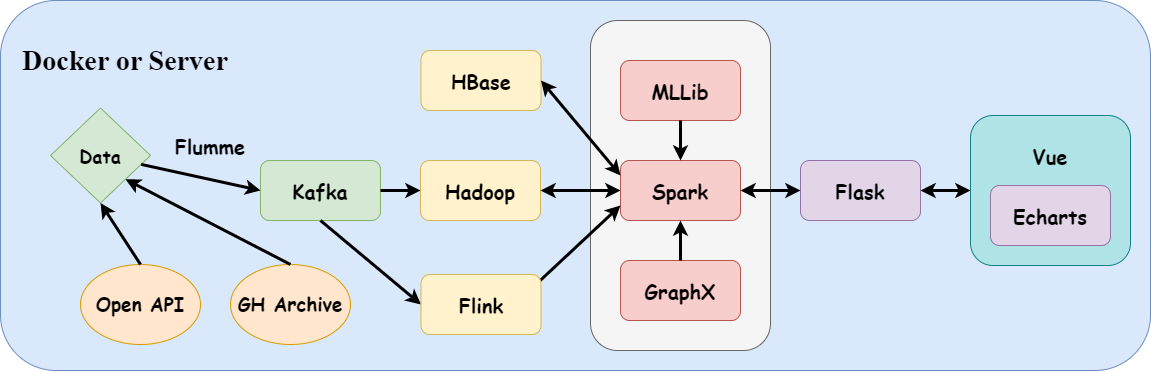 Docker or Server
HBase
MLLib
Data
Flumme
Kafka
Hadoop
Spark
Flask
Vue
Echarts
Open API
GH Archive
Flink
GraphX